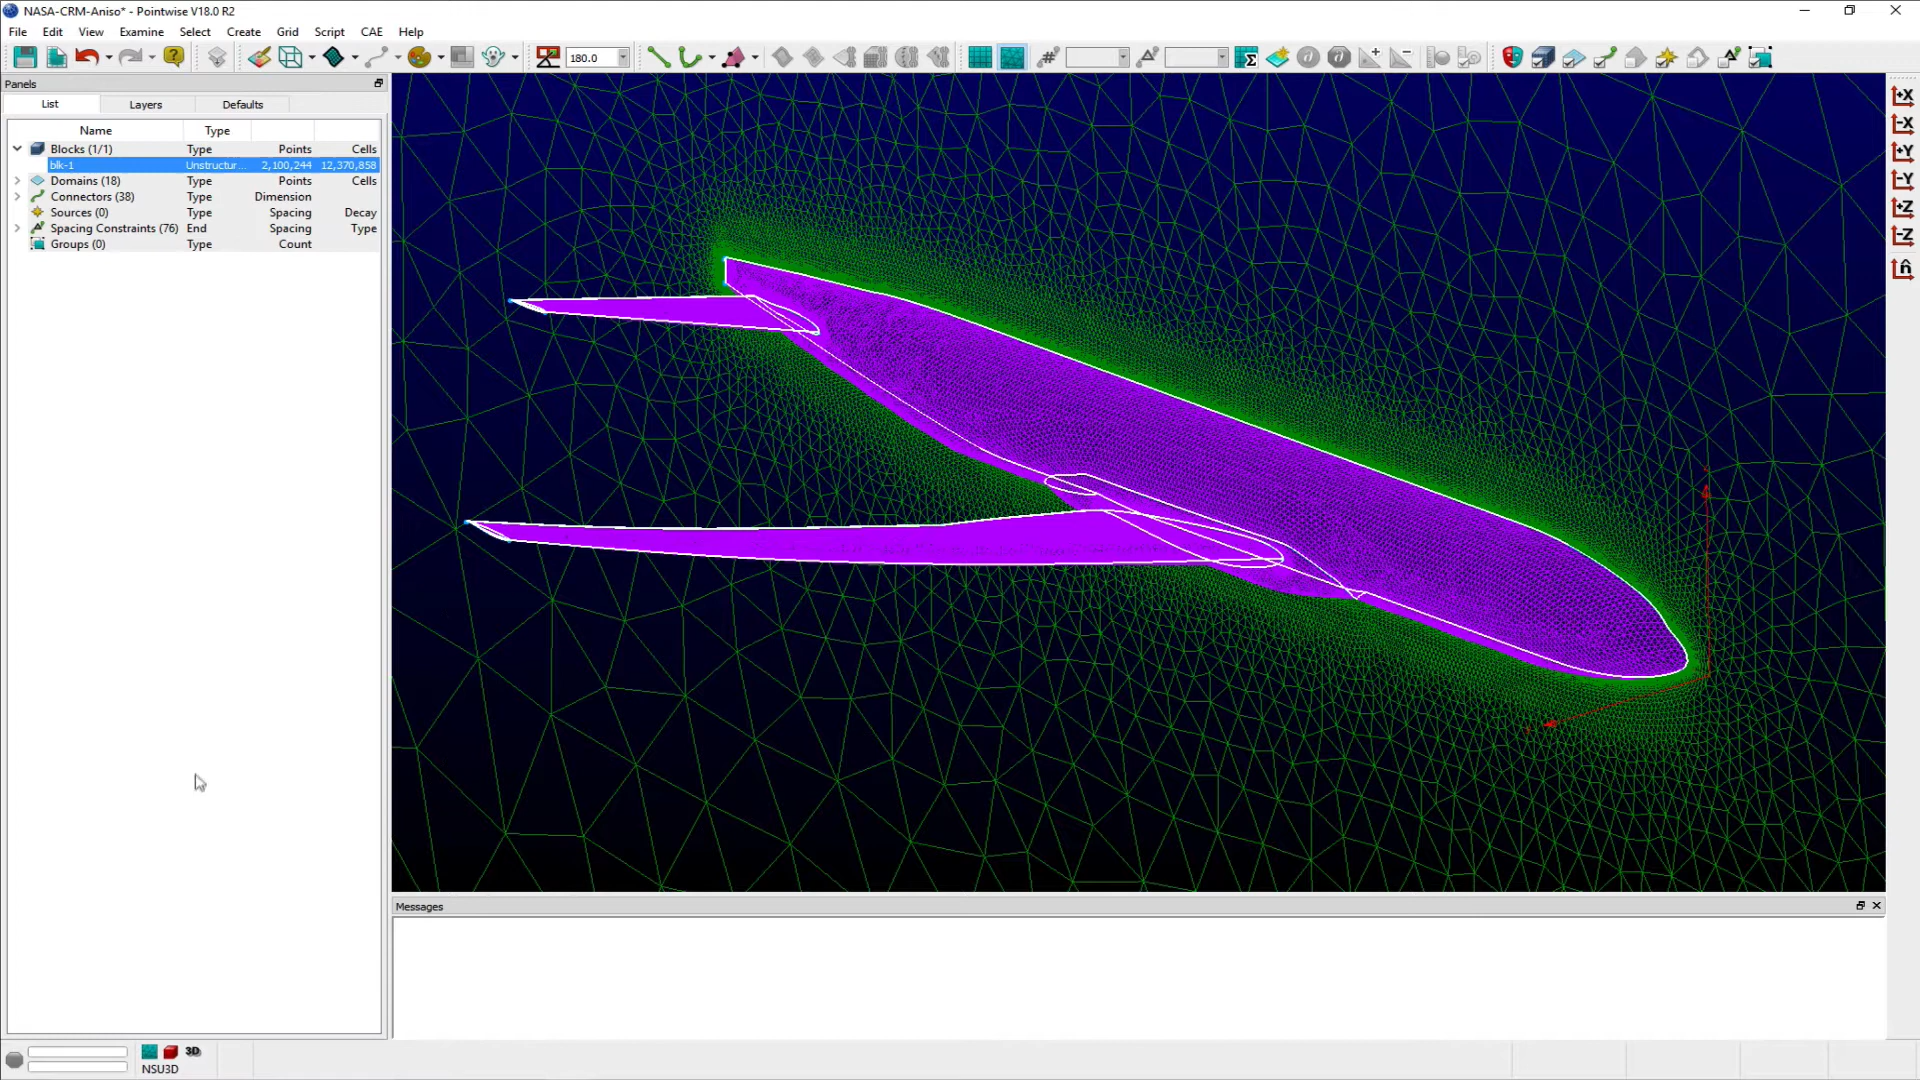 NASA-CRM-Aniso* - Pointwise V18.0 R2
File Edit View Examine Select Create Grid Script CAE Help
180.0
Panels
List Layers Defaults
Name Type
Blocks (1/1) Type Points Cells
blk-1 Unstructur... 2,100,244 12,370,858
Domains (18) Type Points Cells
Connectors (38) Type Dimension
Sources (0) Type Spacing Decay
Spacing Constraints (76) End Spacing Type
Groups (0) Type Count
+X
-X
+Y
-Y
+Z
-Z
n̂
Messages
3D
NSU3D